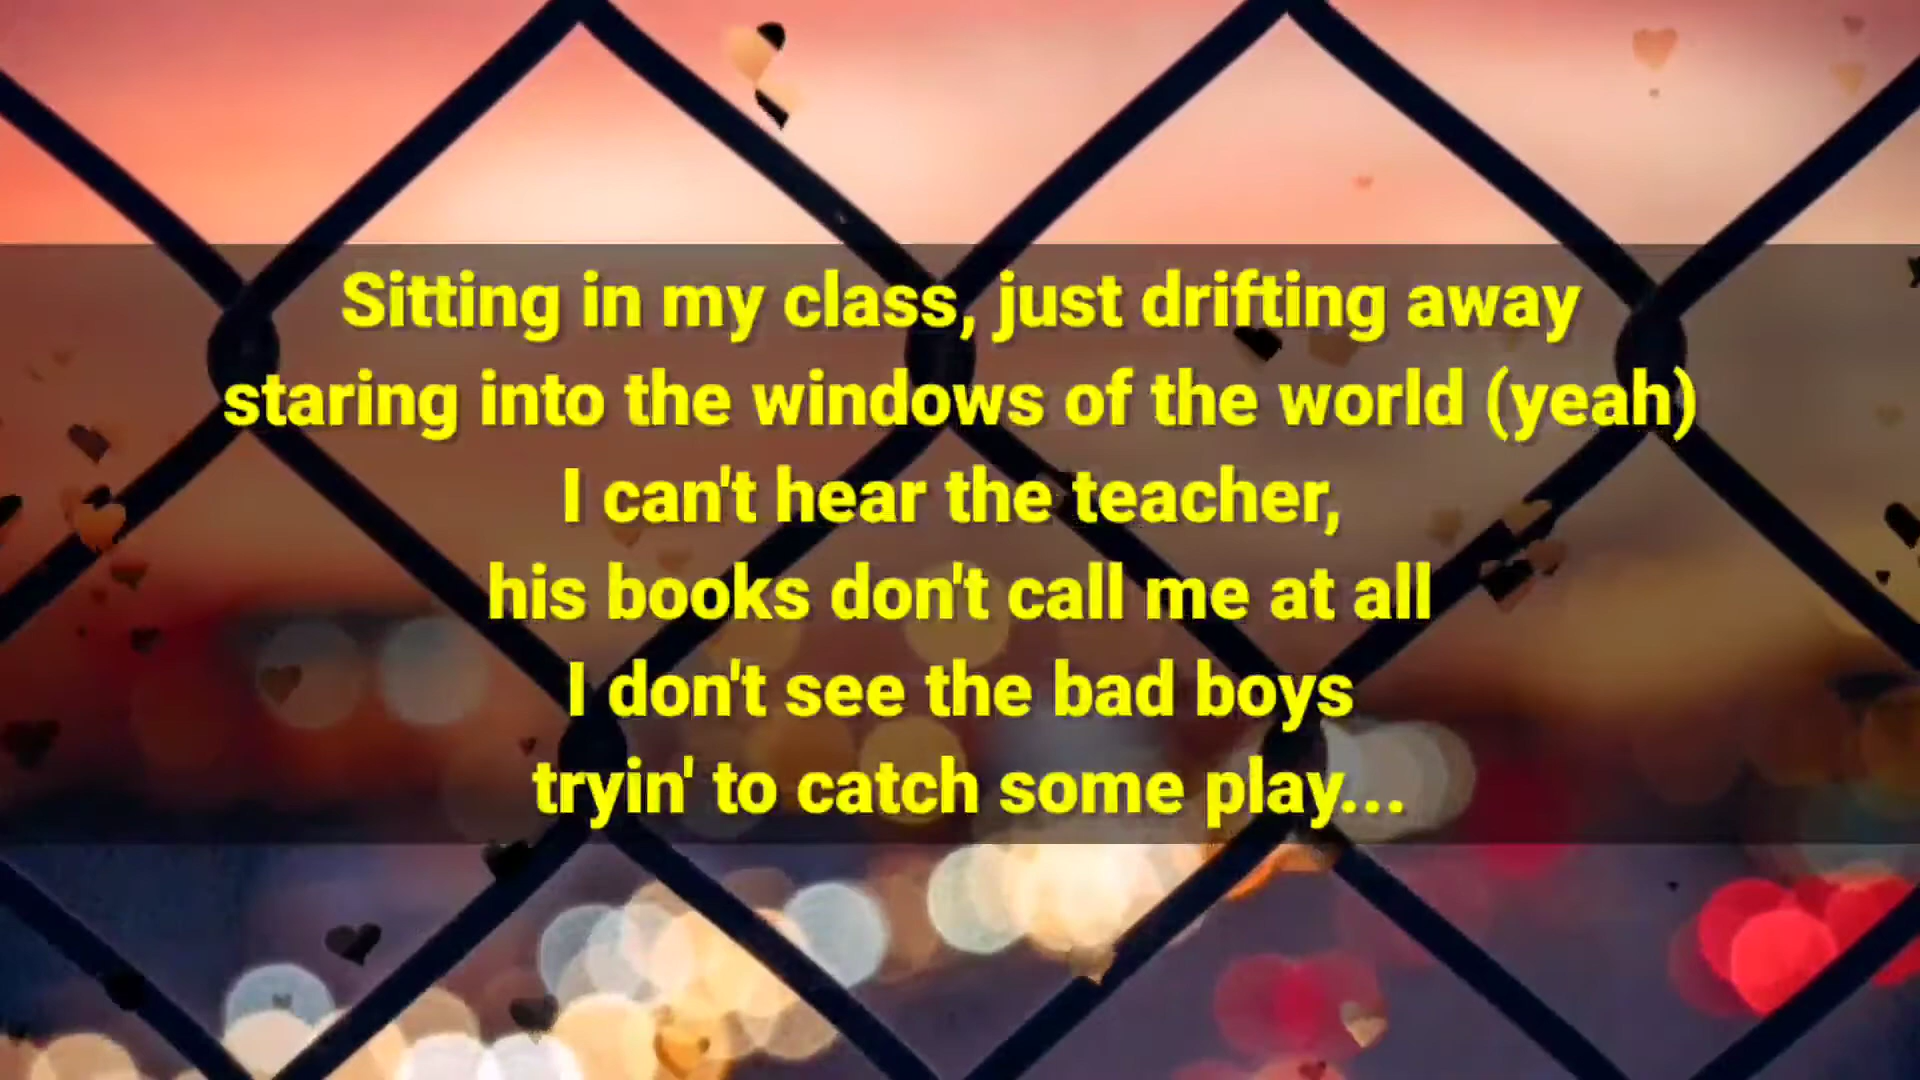 Sitting in my class, just drifting away
staring into the windows of the world (yeah)
I can't hear the teacher,
his books don't call me at all
I don't see the bad boys
tryin' to catch some play...